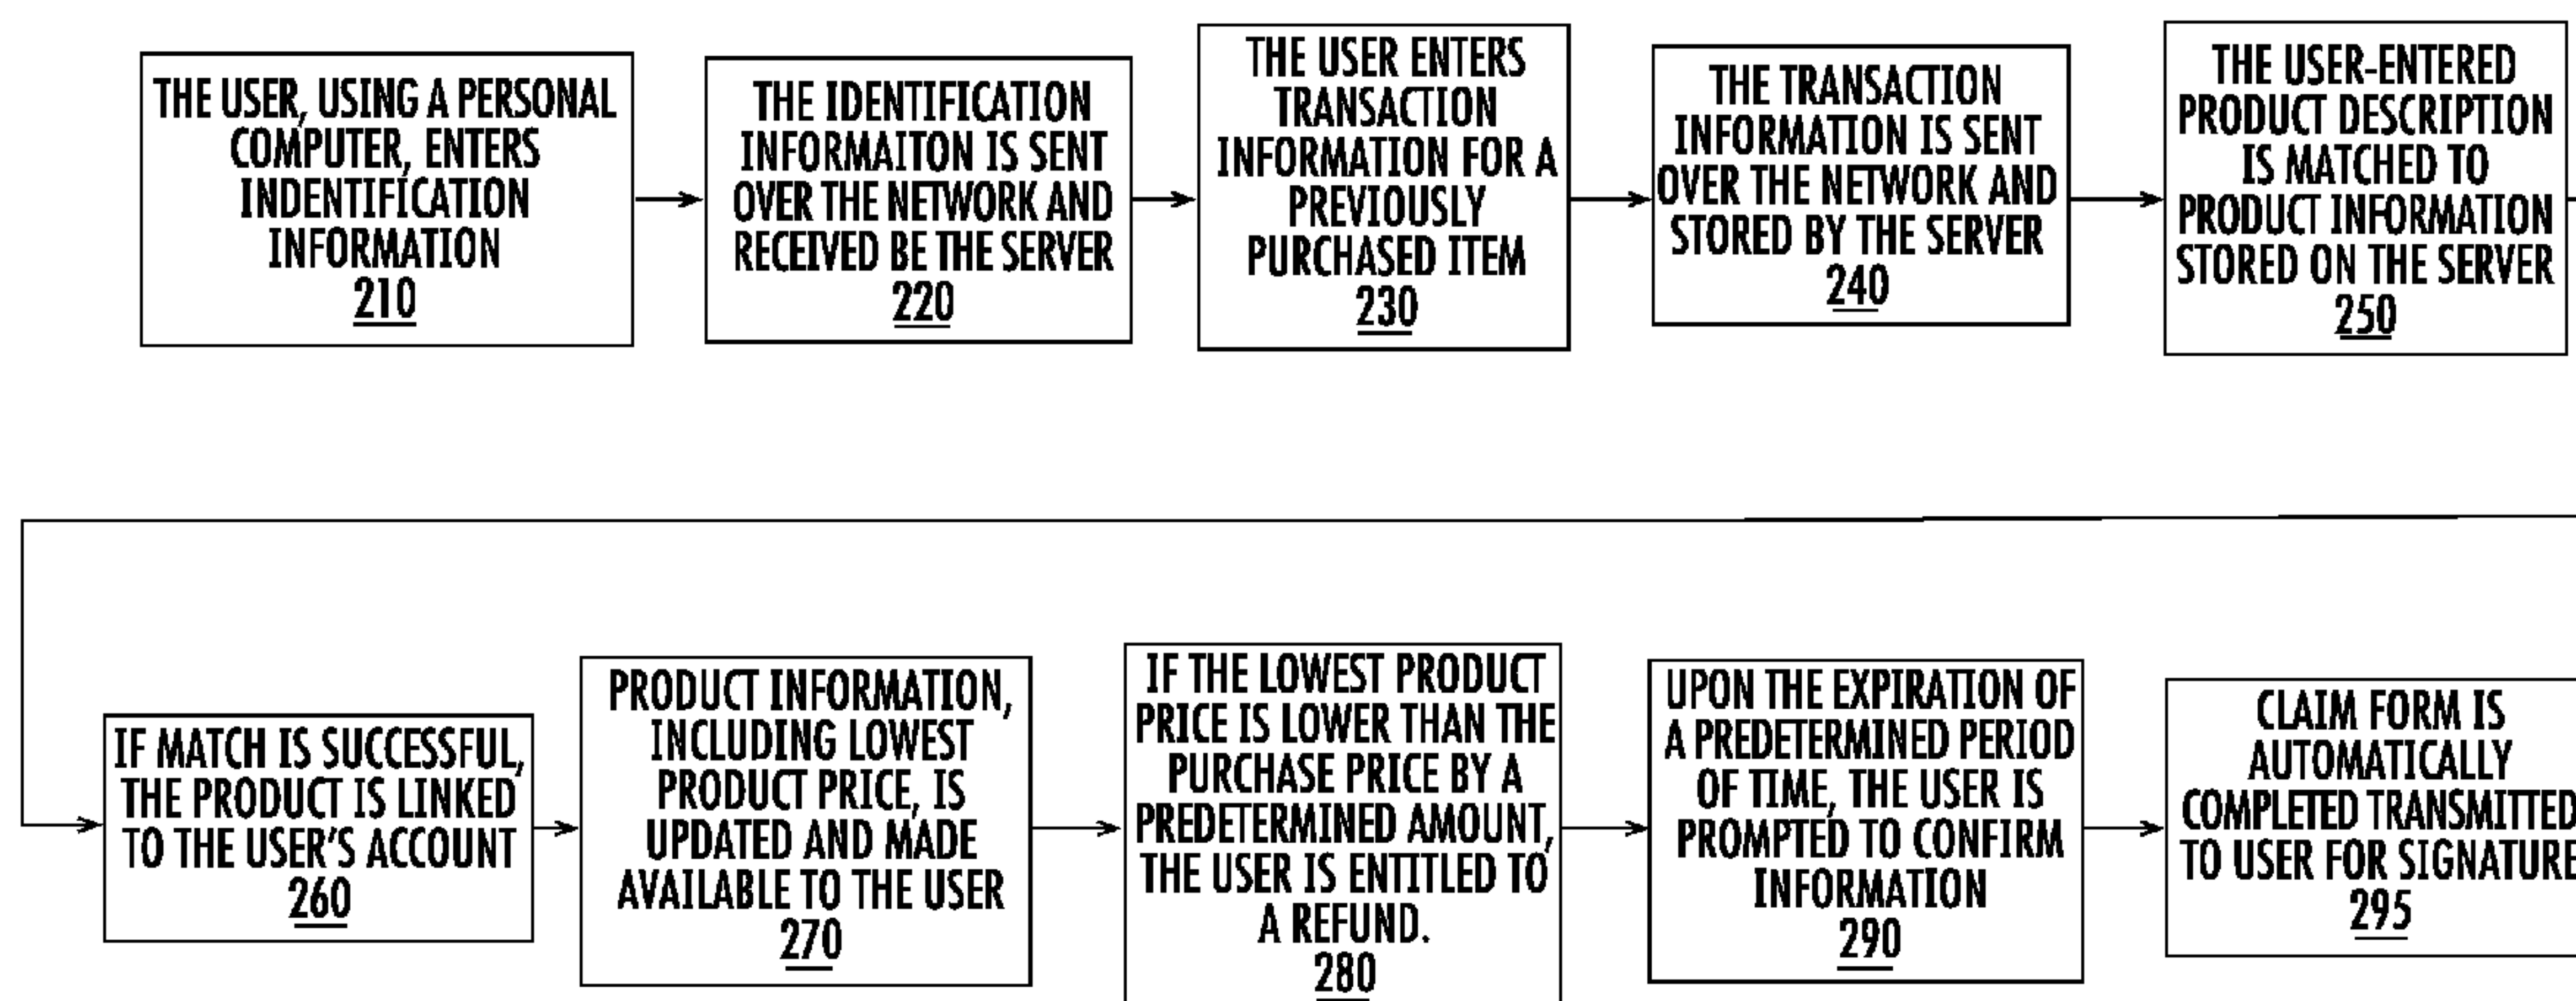 THE USER, USING A PERSONAL
COMPUTER, ENTERS
INDENTIFICATION
INFORMATION
210
THE IDENTIFICATION
INFORMAITON IS SENT
OVER THE NETWORK AND
RECEIVED BE THE SERVER
220
THE USER ENTERS
TRANSACTION
INFORMATION FOR A
PREVIOUSLY
PURCHASED ITEM
230
THE TRANSACTION
INFORMATION IS SENT
OVER THE NETWORK AND
STORED BY THE SERVER
240
THE USER-ENTERED
PRODUCT DESCRIPTION
IS MATCHED TO
PRODUCT INFORMATION
STORED ON THE SERVER
250
IF MATCH IS SUCCESSFUL,
THE PRODUCT IS LINKED
TO THE USER'S ACCOUNT
260
PRODUCT INFORMATION,
INCLUDING LOWEST
PRODUCT PRICE, IS
UPDATED AND MADE
AVAILABLE TO THE USER
270
IF THE LOWEST PRODUCT
PRICE IS LOWER THAN THE
PURCHASE PRICE BY A
PREDETERMINED AMOUNT,
THE USER IS ENTITLED TO
A REFUND.
280
UPON THE EXPIRATION OF
A PREDETERMINED PERIOD
OF TIME, THE USER IS
PROMPTED TO CONFIRM
INFORMATION
290
CLAIM FORM IS
AUTOMATICALLY
COMPLETED TRANSMITTED
TO USER FOR SIGNATURE
295